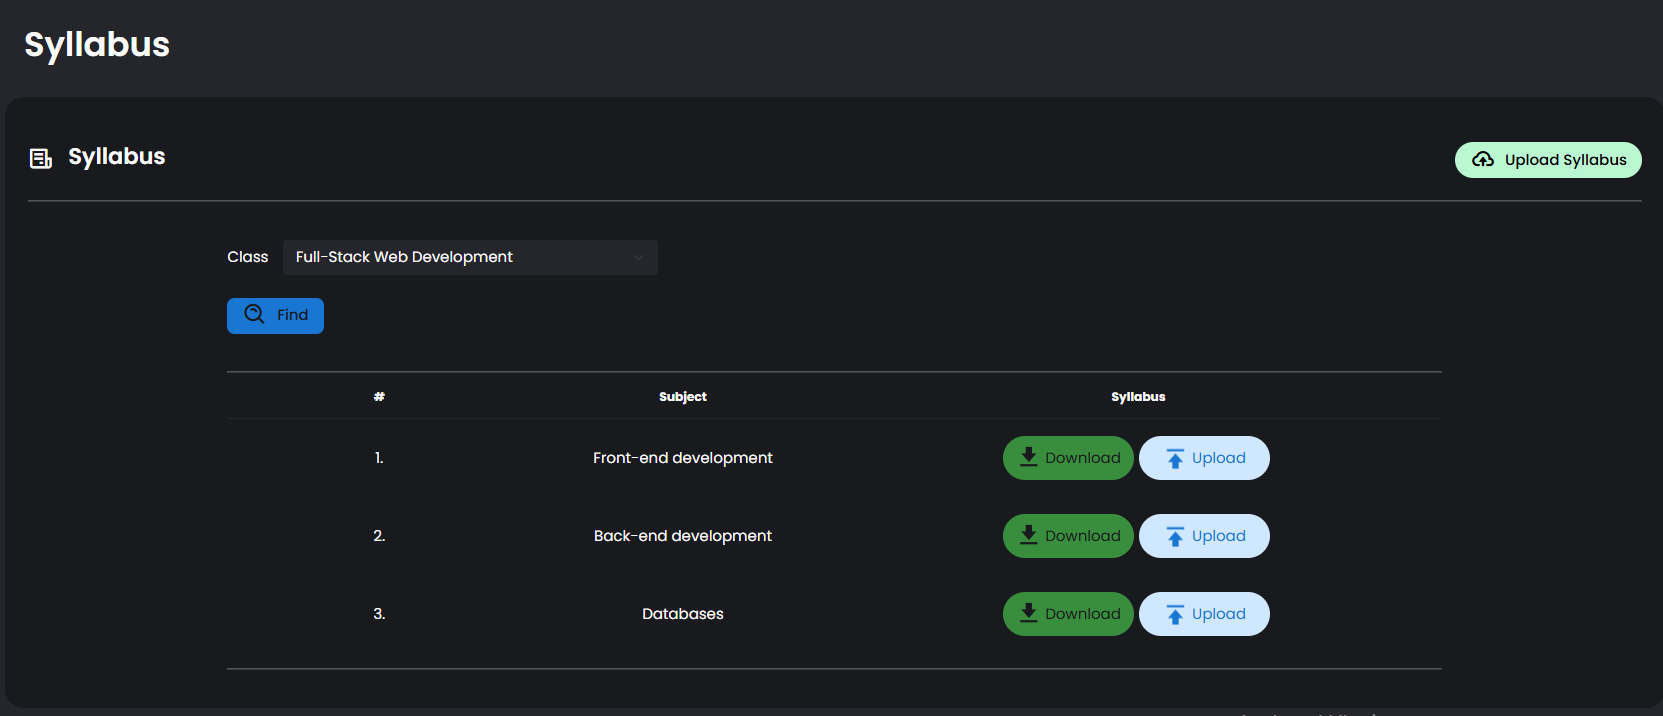 Syllabus
Syllabus
Upload Syllabus
Class
Full-Stack Web Development
Find
# Subject Syllabus
1. Front-end development Download Upload
2. Back-end development Download Upload
3. Databases Download Upload